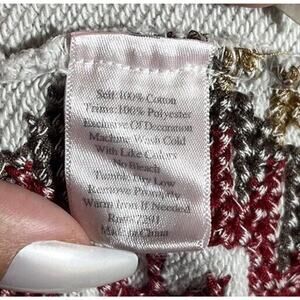 Self:100% Cotton
Trims:100% Polyester
Exclusive Of Decoration
Machine Wash Cold
With Like Colors
No Bleach
Tumble Dry Low
Remove Promptly
Warm Iron If Needed
Made in China